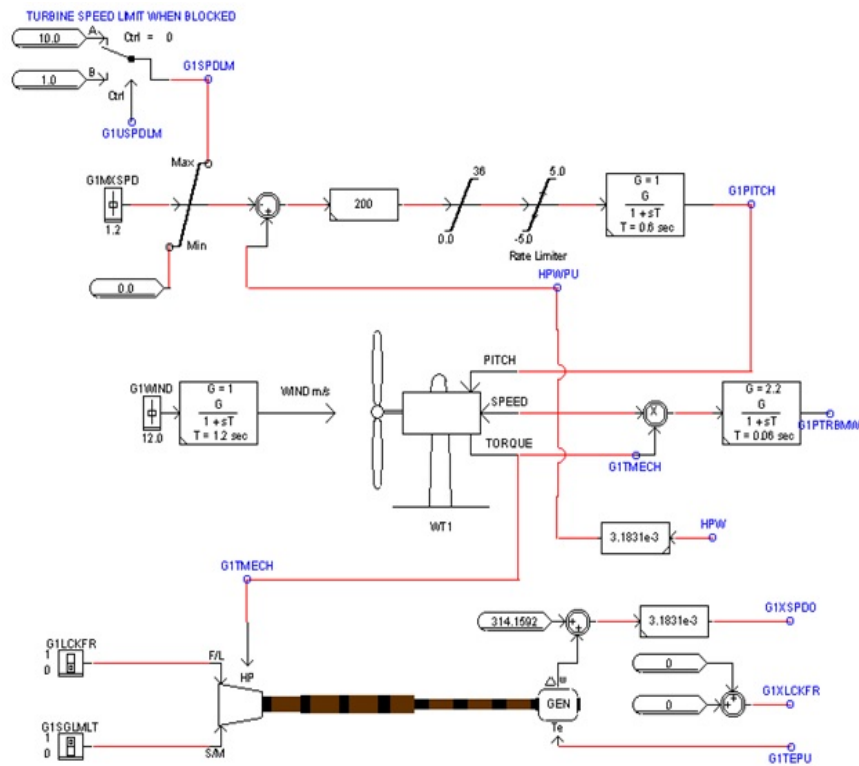 TURBINE SPEED LIMIT WHEN BLOCKED
10.0
A
Ctrl = 0
1.0
B
Ctrl
G1SPDLM
G1USPDLM
Max
G1MXSPD
1.2
Min
0.0
+
200
36
0.0
5.0
-5.0
Rate Limiter
G = 1
G
1 + sT
T = 0.6 sec
G1PITCH
HPWPU
G1WIND
12.0
G = 1
G
1 + sT
T = 1.2 sec
WIND m/s
PITCH
SPEED
TORQUE
WT1
X
G1TMECH
G = 2.2
G
1 + sT
T = 0.06 sec
G1PTRBMW
3.1831e-3
HPW
G1TMECH
G1LCKFR
1
0
F/L
HP
G1SGLMLT
1
0
S/M
314.1592
+
+
3.1831e-3
G1XSPD0
0
0
+
+
G1XLCKFR
w
GEN
Te
G1TEPU